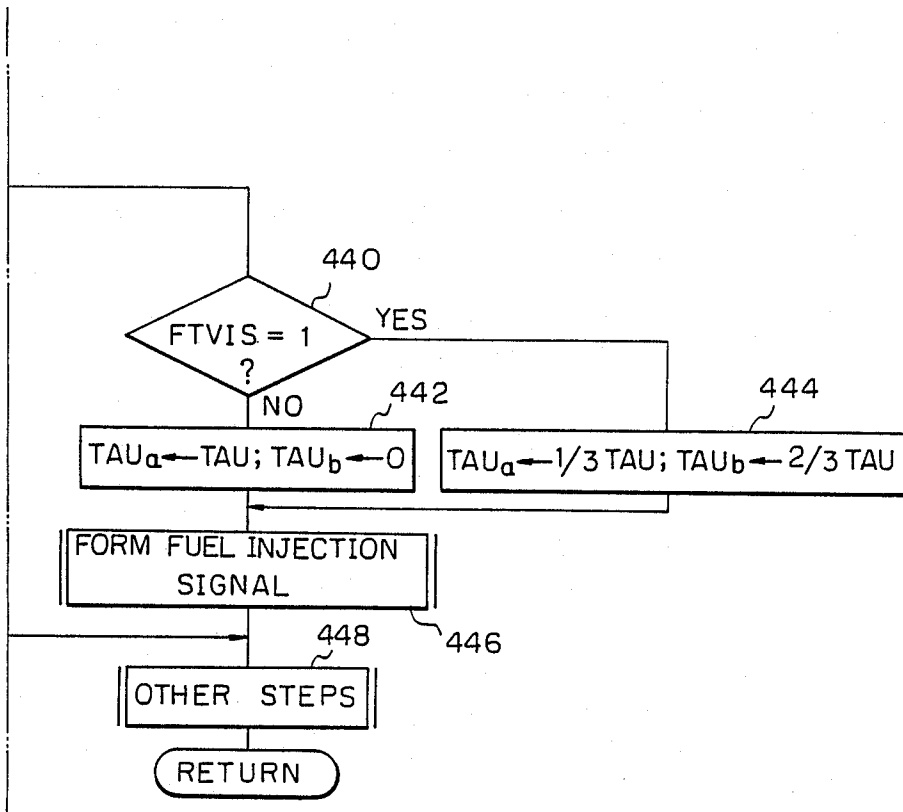 440
FTVIS = 1
?
YES
NO
442
444
TAUa←TAU; TAUb←0
TAUa←1/3 TAU; TAUb←2/3 TAU
FORM FUEL INJECTION
SIGNAL
446
448
OTHER STEPS
RETURN